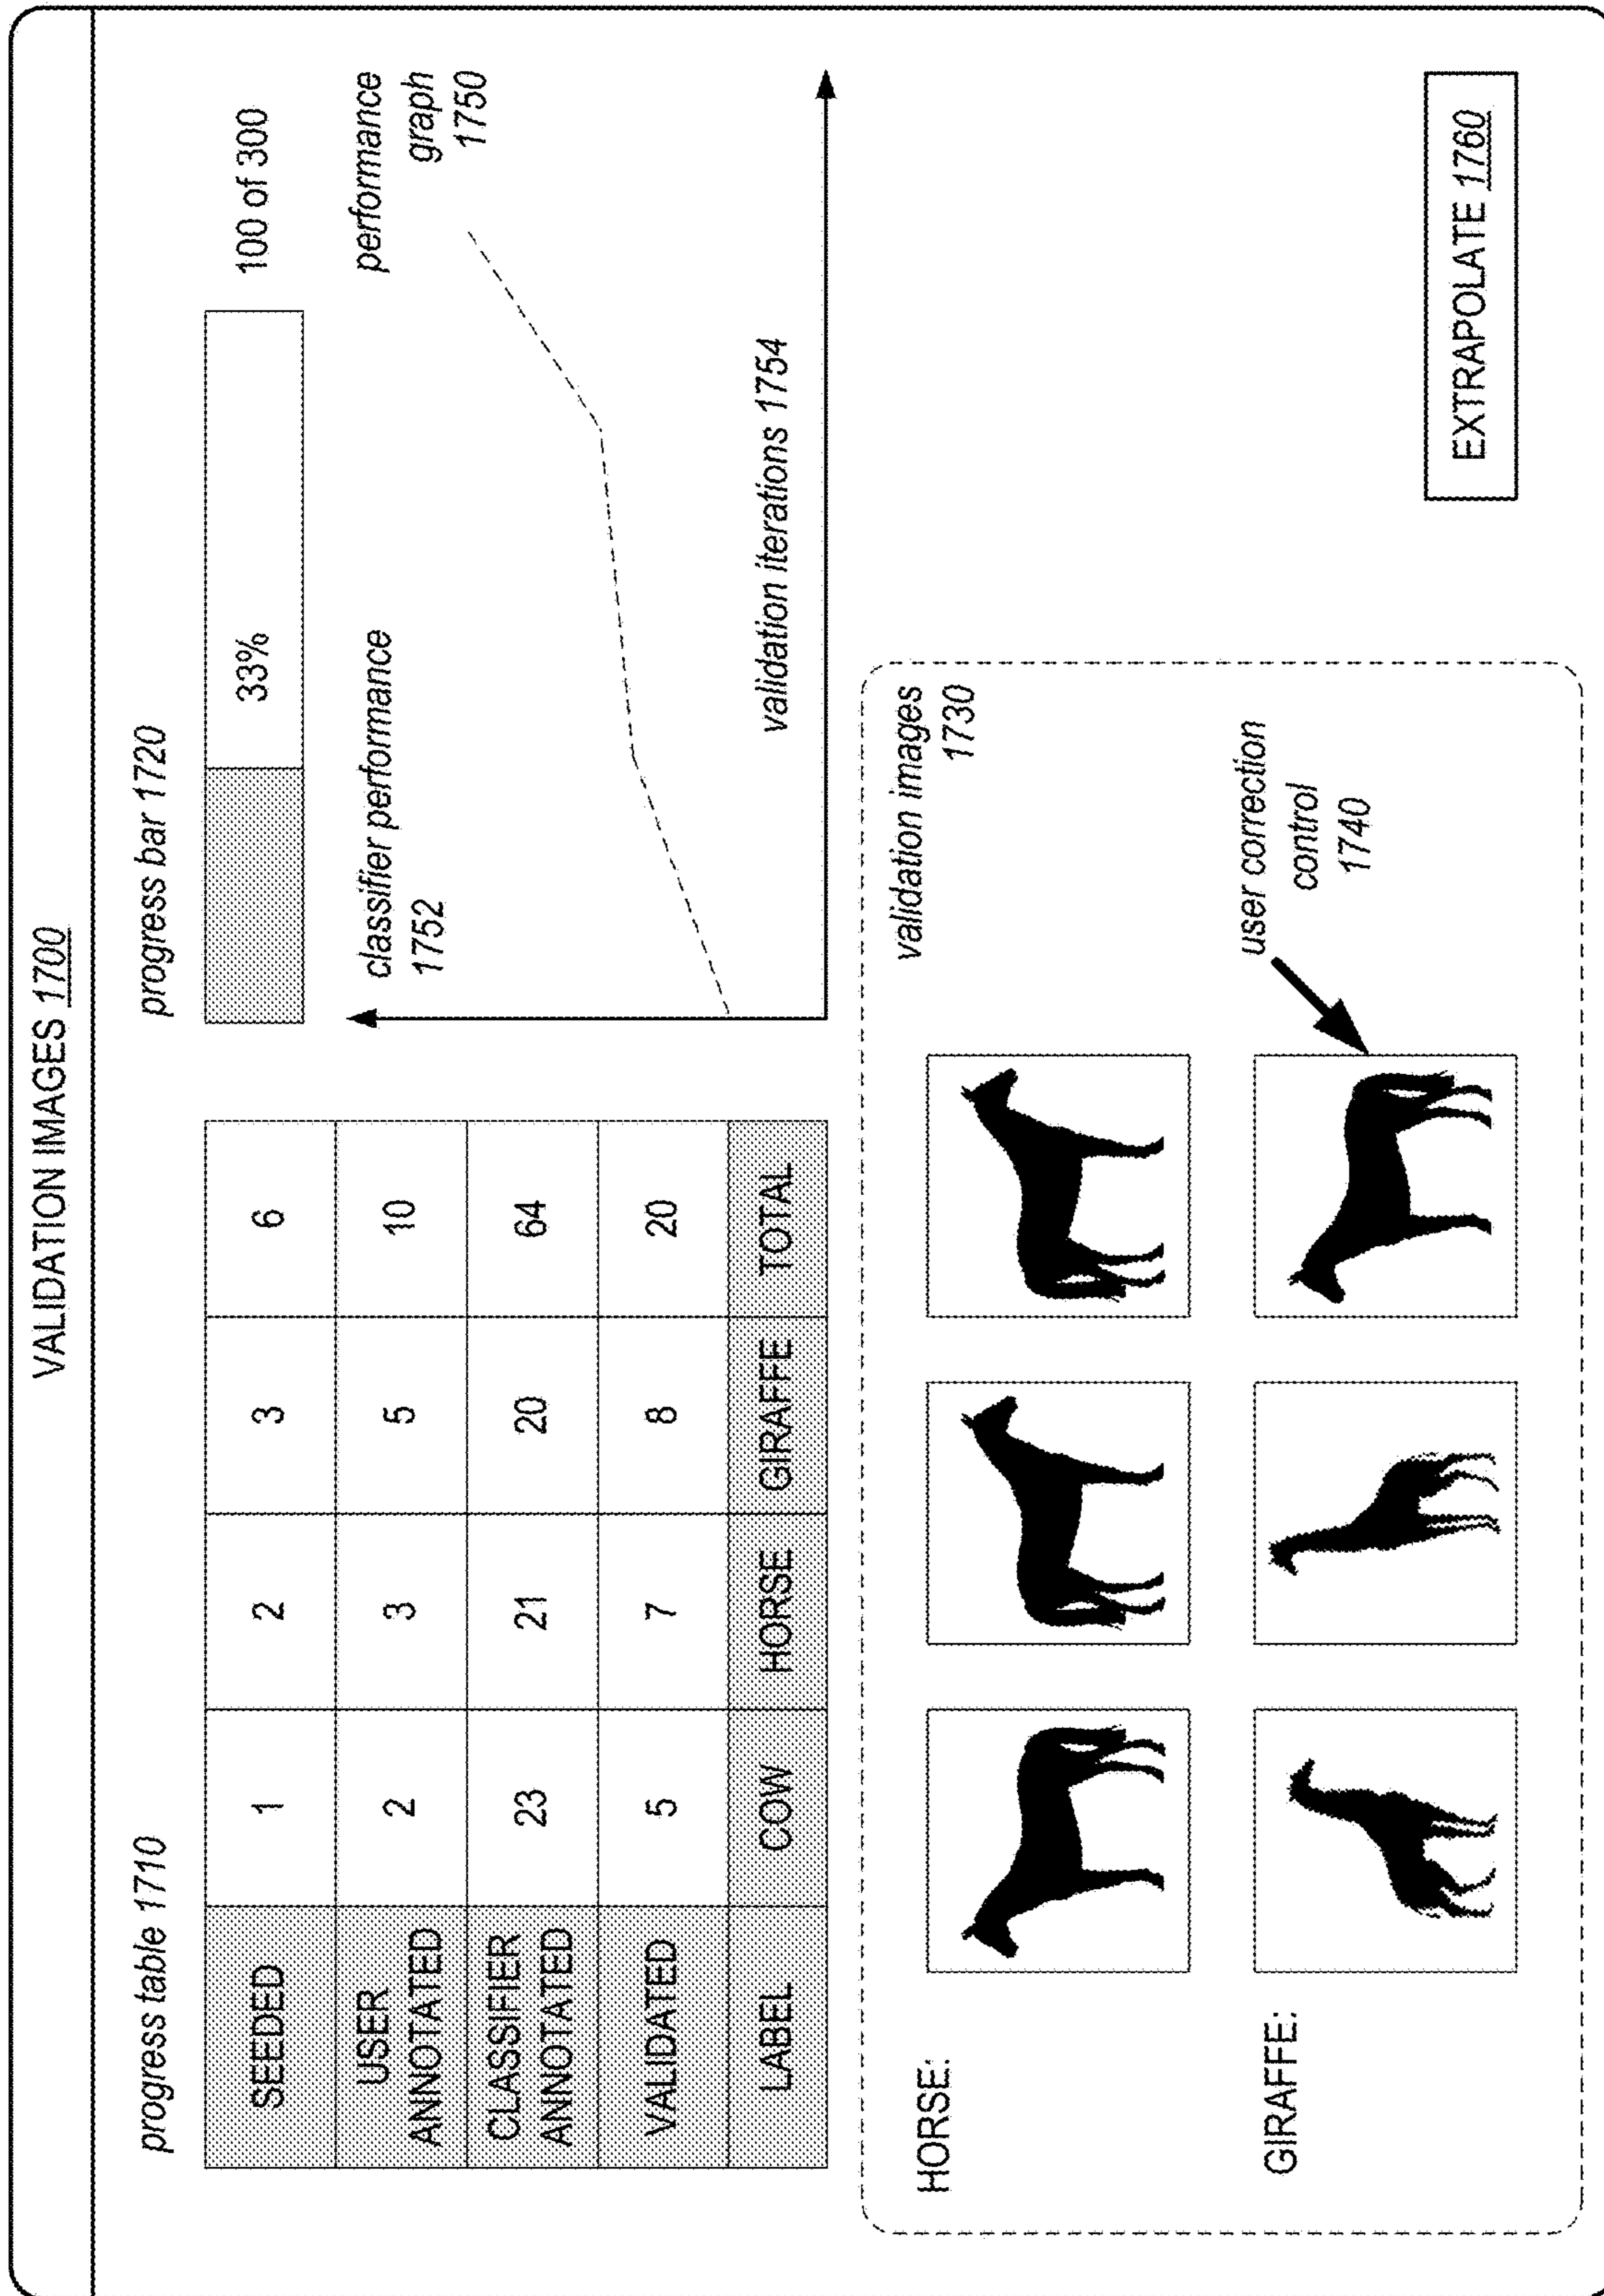 VALIDATION IMAGES 1700
progress table 1710
SEEDED 1 2 3 6
USER
ANNOTATED 2 3 5 10
CLASSIFIER
ANNOTATED 23 21 20 64
VALIDATED 5 7 8 20
LABEL COW HORSE GIRAFFE TOTAL
progress bar 1720
33%
100 of 300
classifier performance
1752
performance
graph
1750
validation iterations 1754
HORSE:
validation images
1730
GIRAFFE:
user correction
control
1740
EXTRAPOLATE 1760